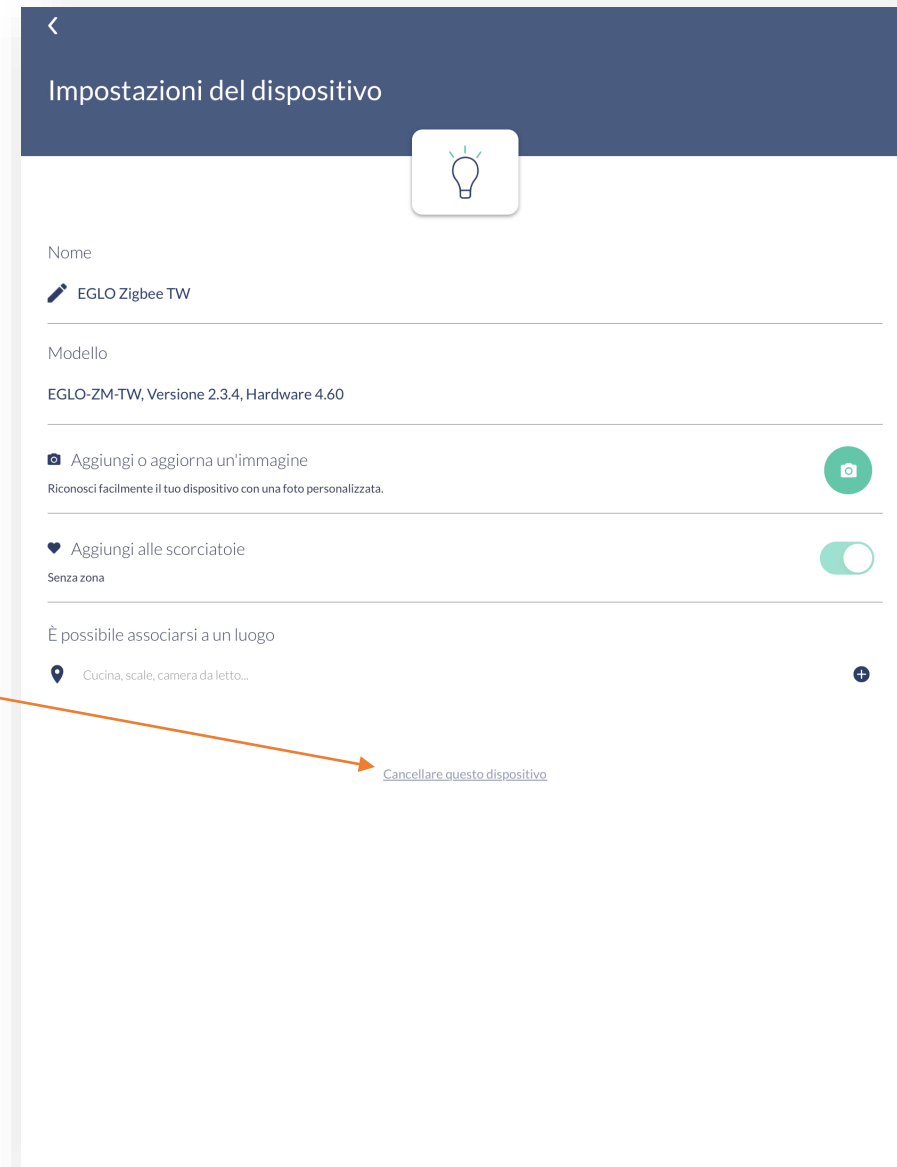 Impostazioni del dispositivo
Nome
EGLO Zigbee TW
Modello
EGLO-ZM-TW, Versione 2.3.4, Hardware 4.60
Aggiungi o aggiorna un'immagine
Riconosci facilmente il tuo dispositivo con una foto personalizzata.
Aggiungi alle scorciatoie
Senza zona
È possibile associarsi a un luogo
Cucina, scale, camera da letto...
Cancellare questo dispositivo